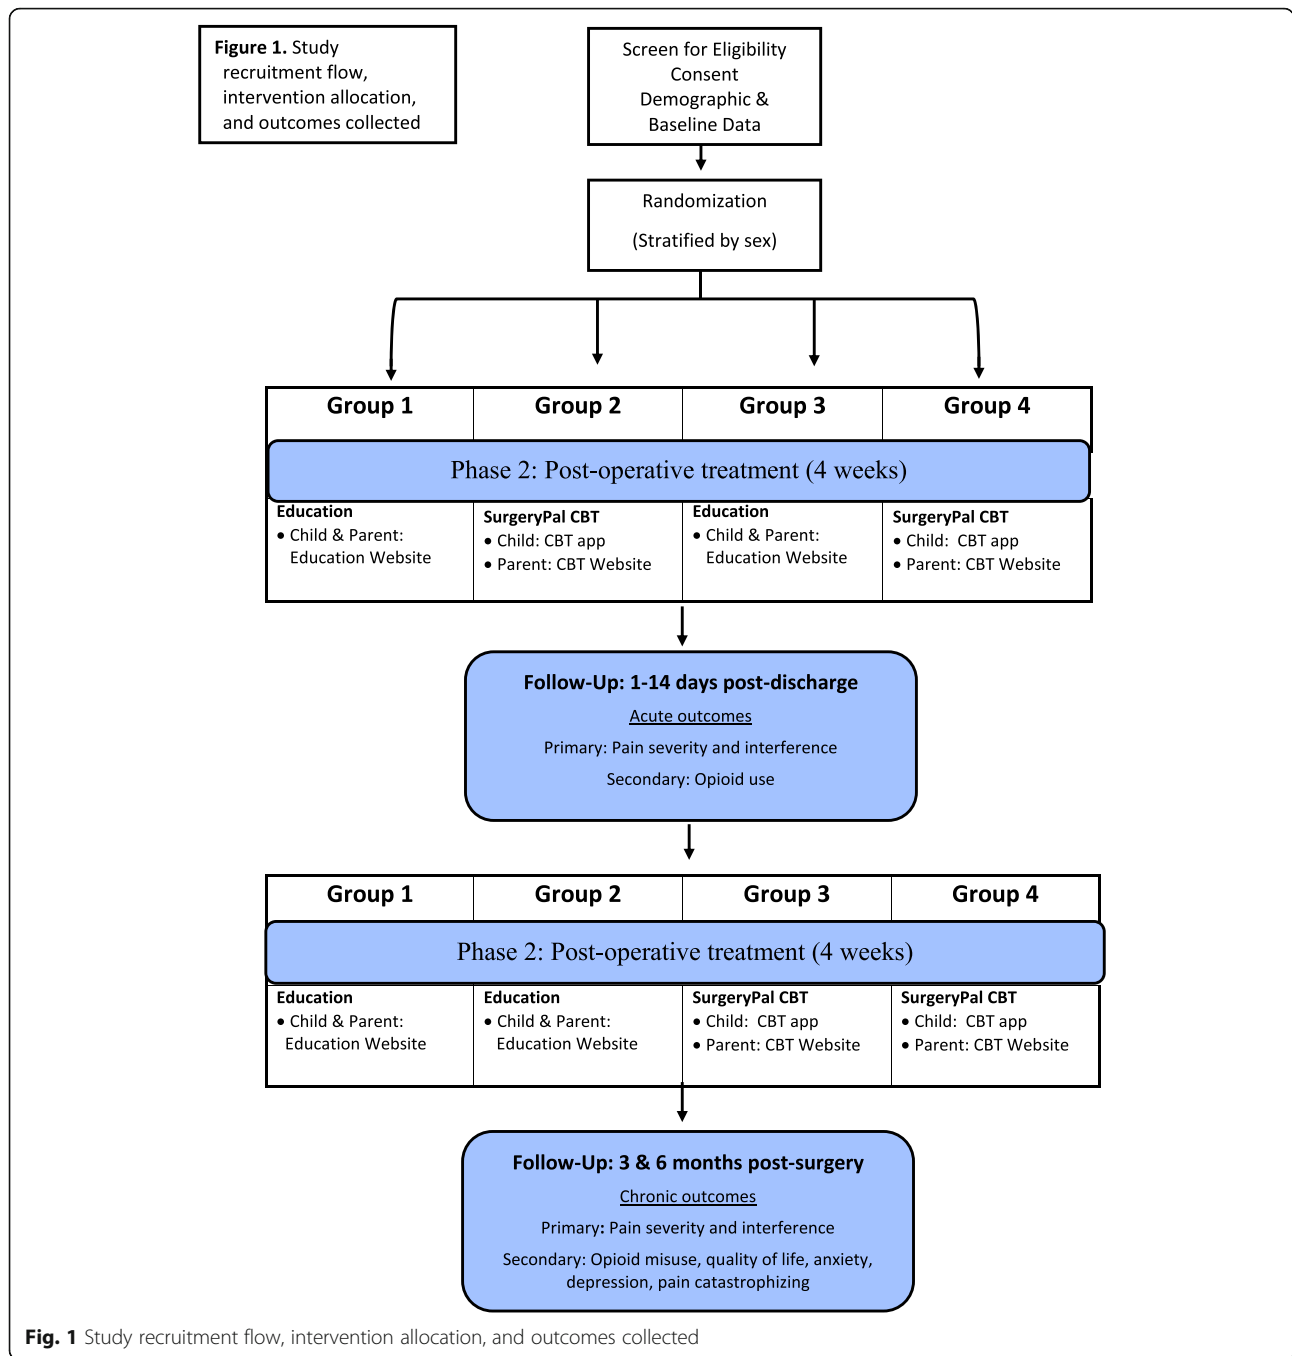 Figure 1. Study
recruitment flow,
intervention allocation,
and outcomes collected
Screen for Eligibility
Consent
Demographic &
Baseline Data
Randomization
(Stratified by sex)
Group 1
Group 2
Group 3
Group 4
Phase 2: Post-operative treatment (4 weeks)
Education
• Child & Parent:
Education Website
SurgeryPal CBT
• Child: CBT app
• Parent: CBT Website
Education
• Child & Parent:
Education Website
SurgeryPal CBT
• Child: CBT app
• Parent: CBT Website
Follow-Up: 1-14 days post-discharge
Acute outcomes
Primary: Pain severity and interference
Secondary: Opioid use
Group 1
Group 2
Group 3
Group 4
Phase 2: Post-operative treatment (4 weeks)
Education
• Child & Parent:
Education Website
Education
• Child & Parent:
Education Website
SurgeryPal CBT
• Child: CBT app
• Parent: CBT Website
SurgeryPal CBT
• Child: CBT app
• Parent: CBT Website
Follow-Up: 3 & 6 months post-surgery
Chronic outcomes
Primary: Pain severity and interference
Secondary: Opioid misuse, quality of life, anxiety,
depression, pain catastrophizing
Fig. 1 Study recruitment flow, intervention allocation, and outcomes collected